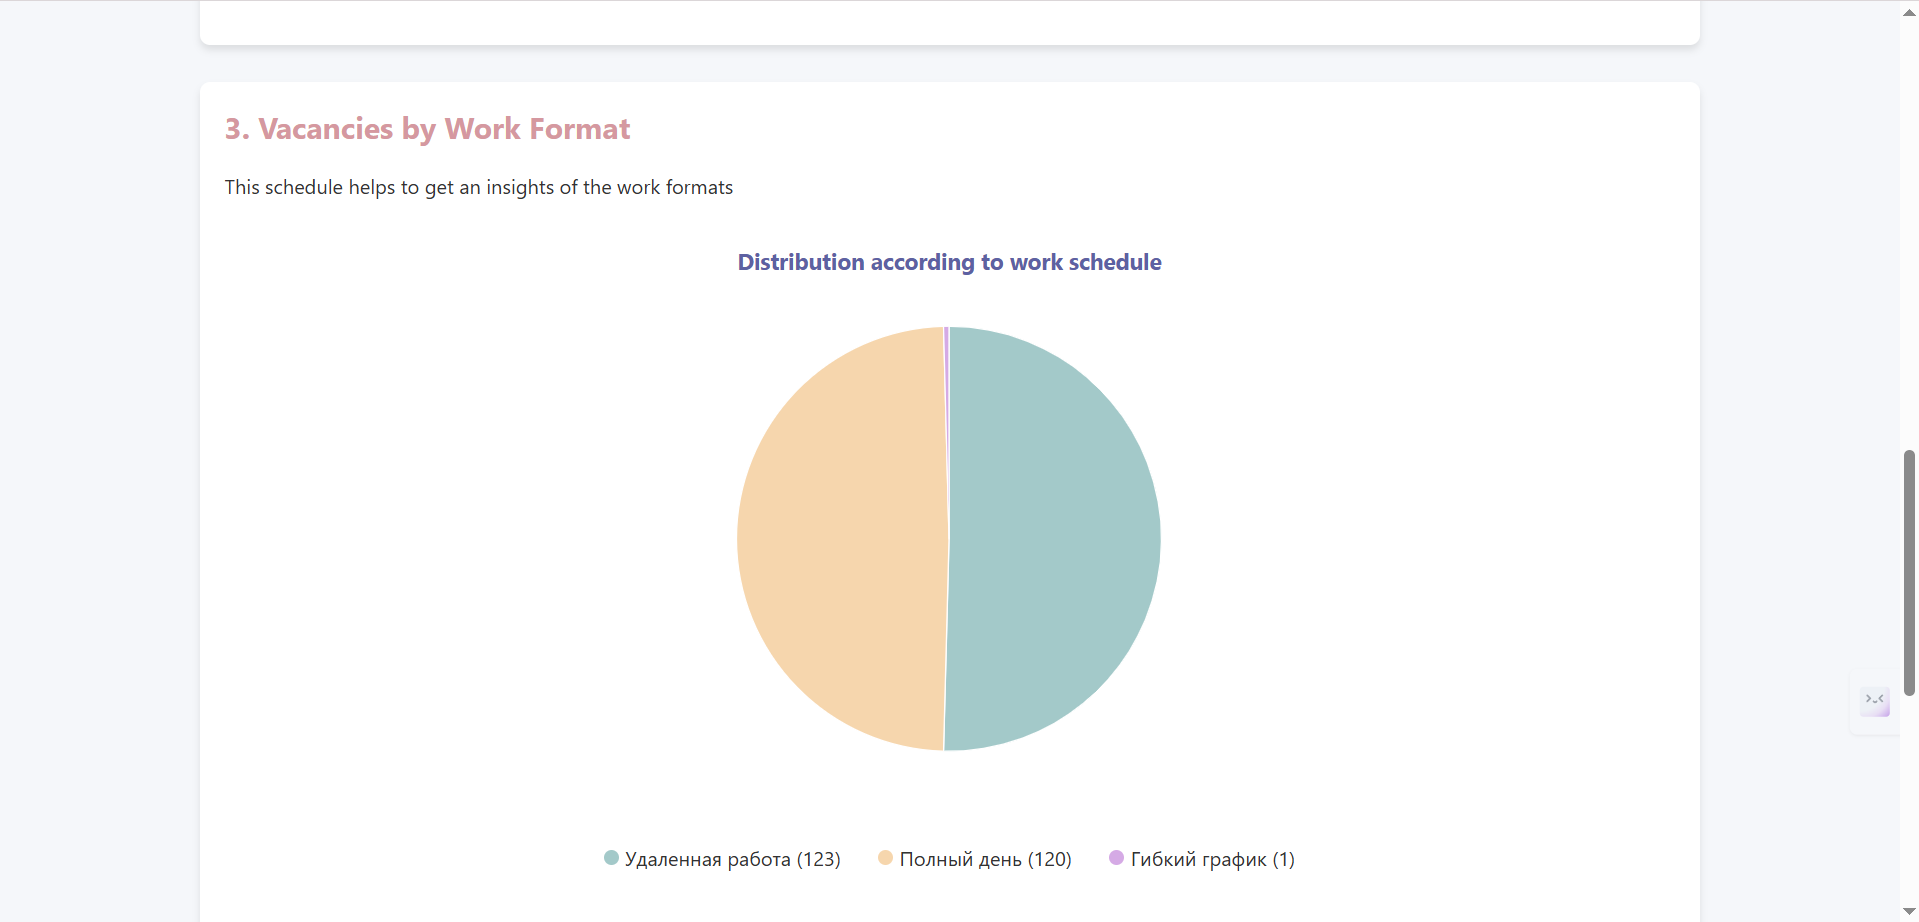 3. Vacancies by Work Format
This schedule helps to get an insights of the work formats
Distribution according to work schedule
Удаленная работа (123)
Полный день (120)
Гибкий график (1)